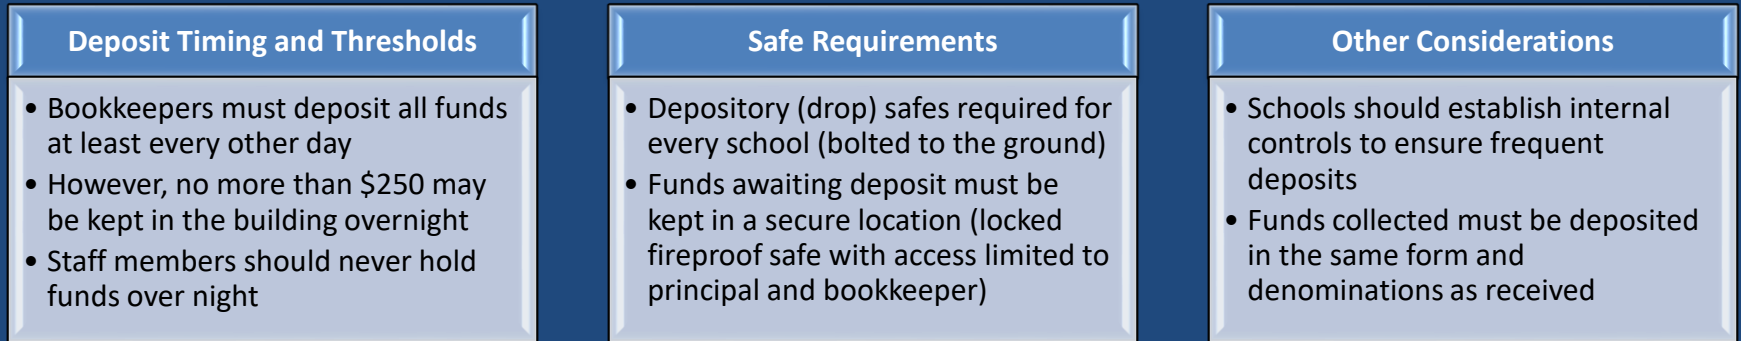 Deposit Timing and Thresholds
• Bookkeepers must deposit all funds
at least every other day
• However, no more than $250 may
be kept in the building overnight
• Staff members should never hold
funds over night
Safe Requirements
• Depository (drop) safes required for
every school (bolted to the ground)
• Funds awaiting deposit must be
kept in a secure location (locked
fireproof safe with access limited to
principal and bookkeeper)
Other Considerations
• Schools should establish internal
controls to ensure frequent
deposits
• Funds collected must be deposited
in the same form and
denominations as received